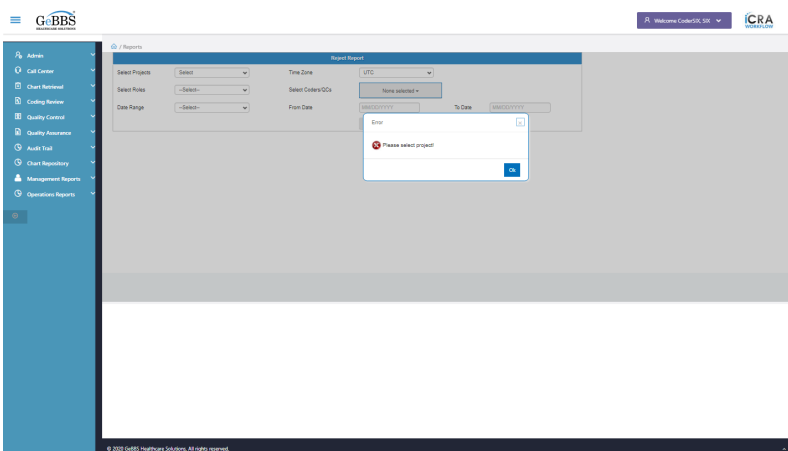 GeBBS
HEALTHCARE SOLUTIONS
Welcome CoderSIX, SIX
iCRA
WORKFLOW
/ Reports
Admin
Call Center
Chart Retrieval
Coding Review
Quality Control
Quality Assurance
Audit Trail
Chart Repository
Management Reports
Operations Reports
Reject Report
Select Projects
Select
Time Zone
UTC
Select Roles
--Select--
Select Coders/QCs
None selected
Date Range
--Select--
From Date
MM/DD/YYYY
To Date
MM/DD/YYYY
Error
x
Please select project!
Ok
© 2020 GeBBS Healthcare Solutions. All rights reserved.